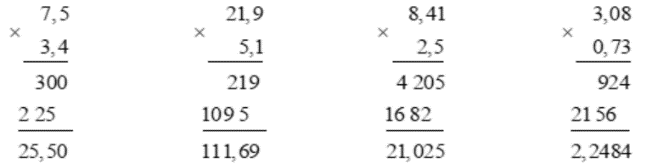 7,5 21,9 8,41 3,08
× 3,4 × 5,1 × 2,5 × 0,73
300 219 4 205 924
2 25 109 5 16 82 21 56
25,50 111,69 21,025 2,2484